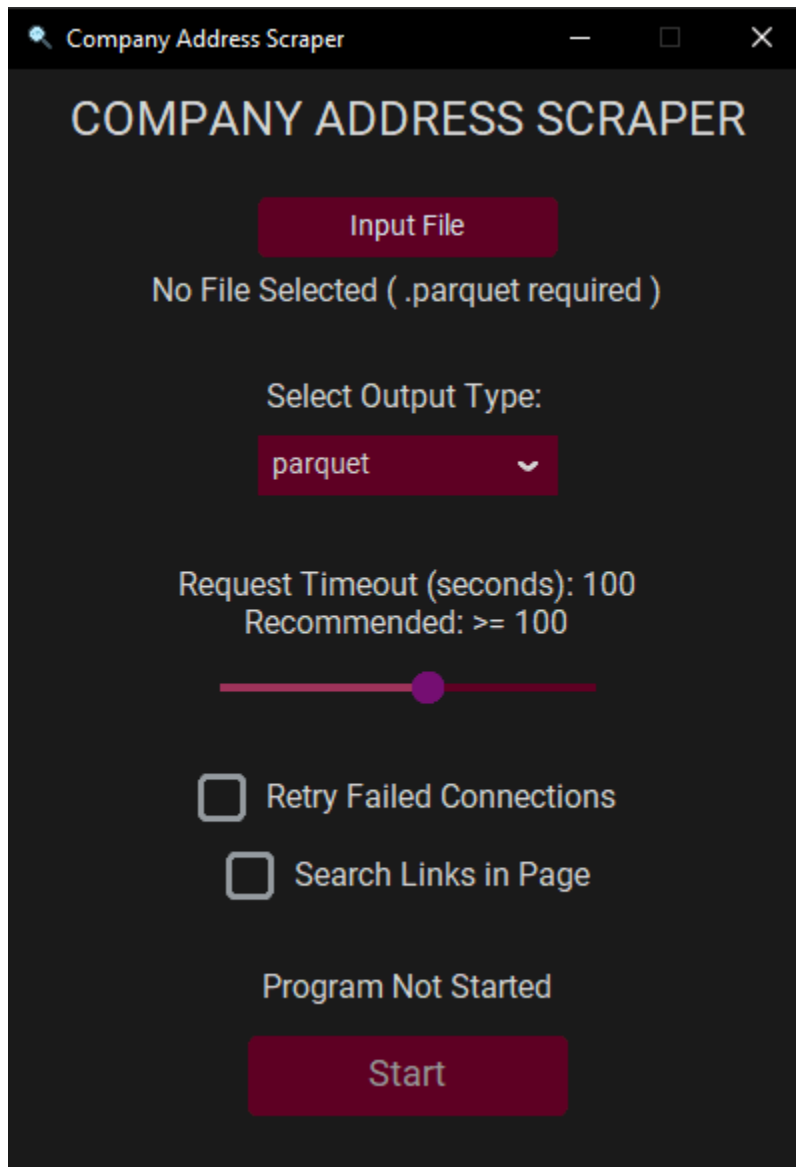 Company Address Scraper
COMPANY ADDRESS SCRAPER
Input File
No File Selected ( .parquet required )
Select Output Type:
parquet
Request Timeout (seconds): 100
Recommended: >= 100
Retry Failed Connections
Search Links in Page
Program Not Started
Start